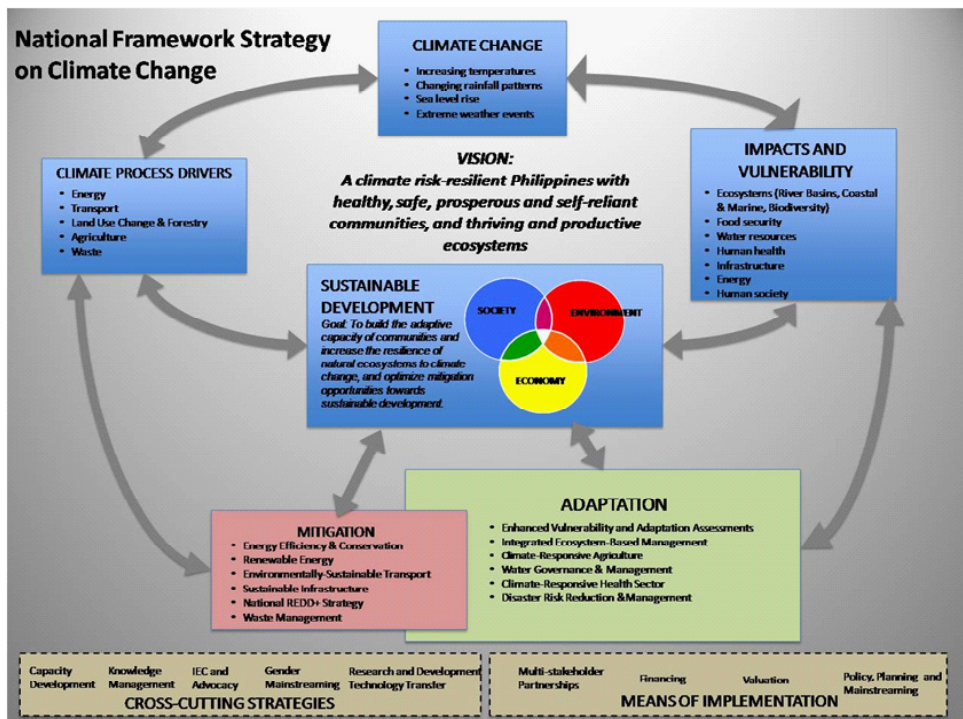 National Framework Strategy
on Climate Change
CLIMATE CHANGE
• Increasing temperatures
• Changing rainfall patterns
• Sea level rise
• Extreme weather events
CLIMATE PROCESS DRIVERS
• Energy
• Transport
• Land Use Change & Forestry
• Agriculture
• Waste
VISION:
A climate risk-resilient Philippines with
healthy, safe, prosperous and self-reliant
communities, and thriving and productive
ecosystems
IMPACTS AND
VULNERABILITY
• Ecosystems (River Basins, Coastal
& Marine, Biodiversity)
• Food security
• Water resources
• Human health
• Infrastructure
• Energy
• Human society
SUSTAINABLE
DEVELOPMENT
Goal: To build the adaptive
capacity of communities and
increase the resilience of
natural ecosystems to climate
change, and optimize mitigation
opportunities towards
sustainable development.
SOCIETY
ENVIRONMENT
ECONOMY
MITIGATION
• Energy Efficiency & Conservation
• Renewable Energy
• Environmentally-Sustainable Transport
• Sustainable Infrastructure
• National REDD+ Strategy
• Waste Management
ADAPTATION
• Enhanced Vulnerability and Adaptation Assessments
• Integrated Ecosystem-Based Management
• Climate-Responsive Agriculture
• Water Governance & Management
• Climate-Responsive Health Sector
• Disaster Risk Reduction &Management
Capacity
Development
Knowledge
Management
IEC and
Advocacy
Gender
Mainstreaming
Research and Development
Technology Transfer
CROSS-CUTTING STRATEGIES
Multi-stakeholder
Partnerships
Financing
Valuation
Policy, Planning and
Mainstreaming
MEANS OF IMPLEMENTATION